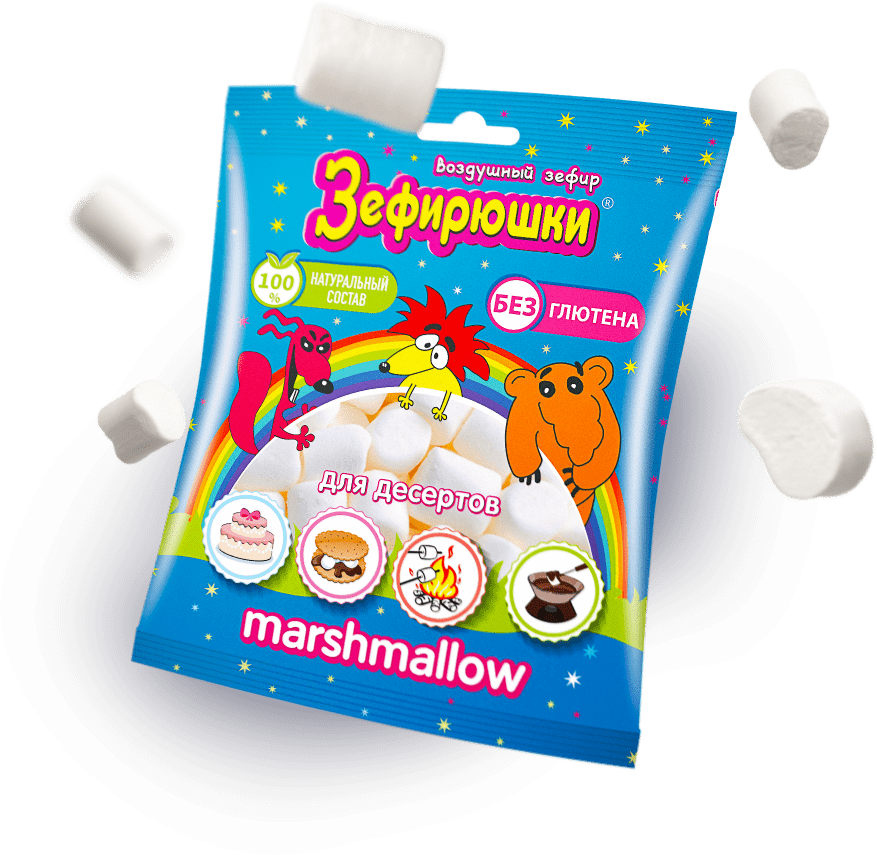 воздушный зефир
Зефирюшки®
100
%
НАТУРАЛЬНЫЙ
СОСТАВ
БЕЗ ГЛЮТЕНА
для десертов
marshmallow